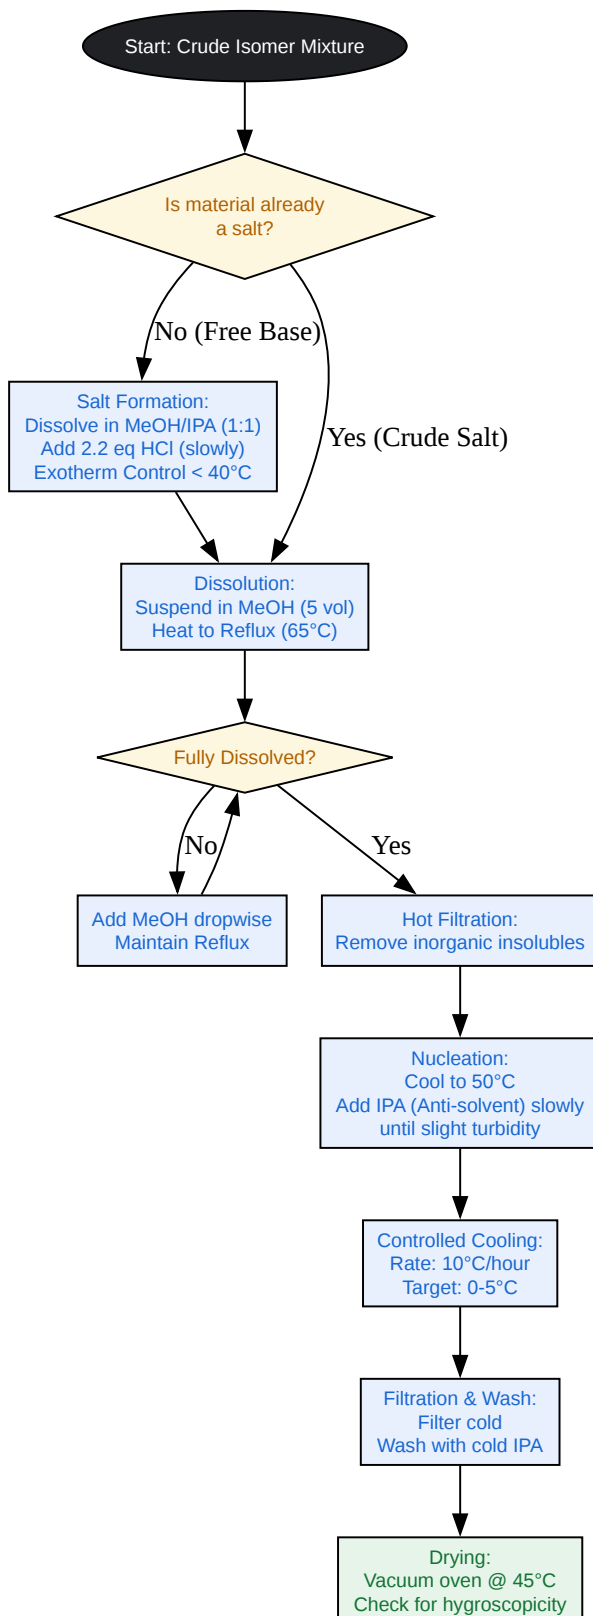 Start: Crude Isomer Mixture
Is material already
a salt?
No (Free Base)
Yes (Crude Salt)
Salt Formation:
Dissolve in MeOH/IPA (1:1)
Add 2.2 eq HCl (slowly)
Exotherm Control < 40°C
Dissolution:
Suspend in MeOH (5 vol)
Heat to Reflux (65°C)
Fully Dissolved?
No
Yes
Add MeOH dropwise
Maintain Reflux
Hot Filtration:
Remove inorganic insolubles
Nucleation:
Cool to 50°C
Add IPA (Anti-solvent) slowly
until slight turbidity
Controlled Cooling:
Rate: 10°C/hour
Target: 0-5°C
Filtration & Wash:
Filter cold
Wash with cold IPA
Drying:
Vacuum oven @ 45°C
Check for hygroscopicity